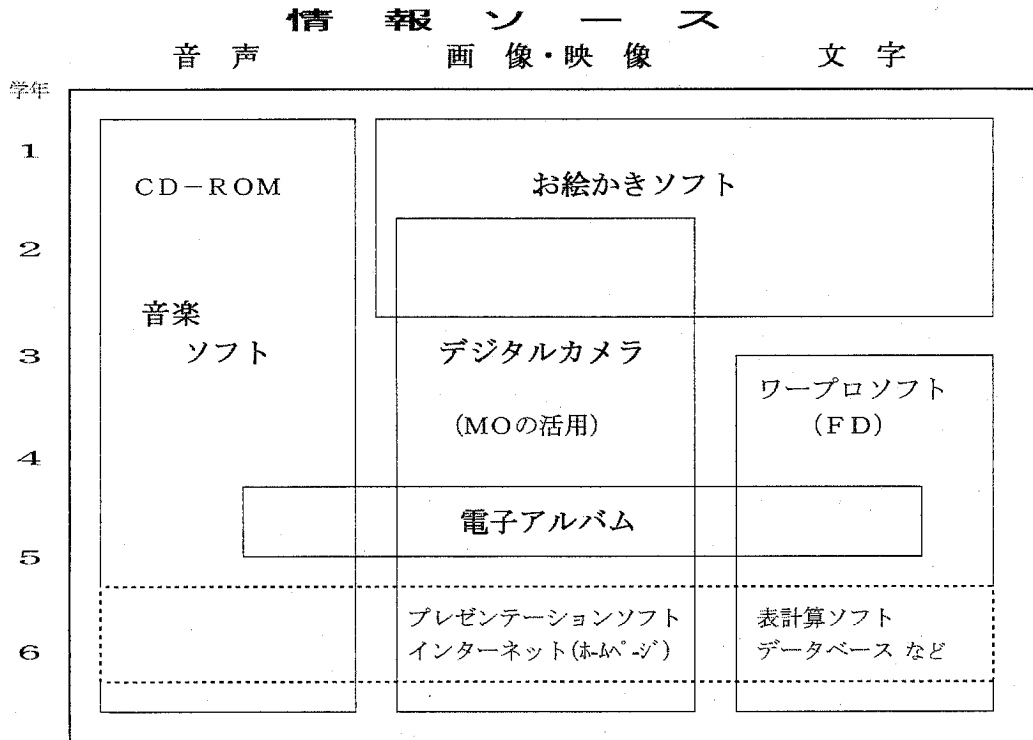 情報ソース
音声 画像・映像 文字
学年
1
CD-ROM お絵かきソフト
2
音楽
3 ソフト デジタルカメラ
ワープロソフト
(MOの活用) (FD)
4
電子アルバム
5
プレゼンテーションソフト 表計算ソフト
6 インターネット(ホームページ) データベース など